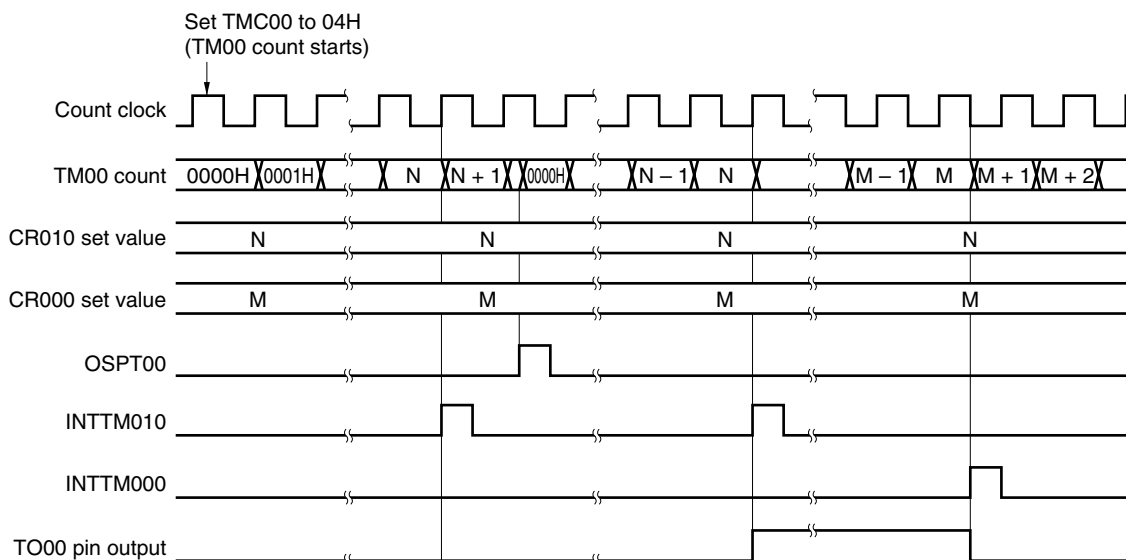 Set TMC00 to 04H
(TM00 count starts)
Count clock
TM00 count 0000H 0001H N N + 1 0000H N – 1 N M – 1 M M + 1 M + 2
CR010 set value N N N N
CR000 set value M M M M
OSPT00
INTTM010
INTTM000
TO00 pin output